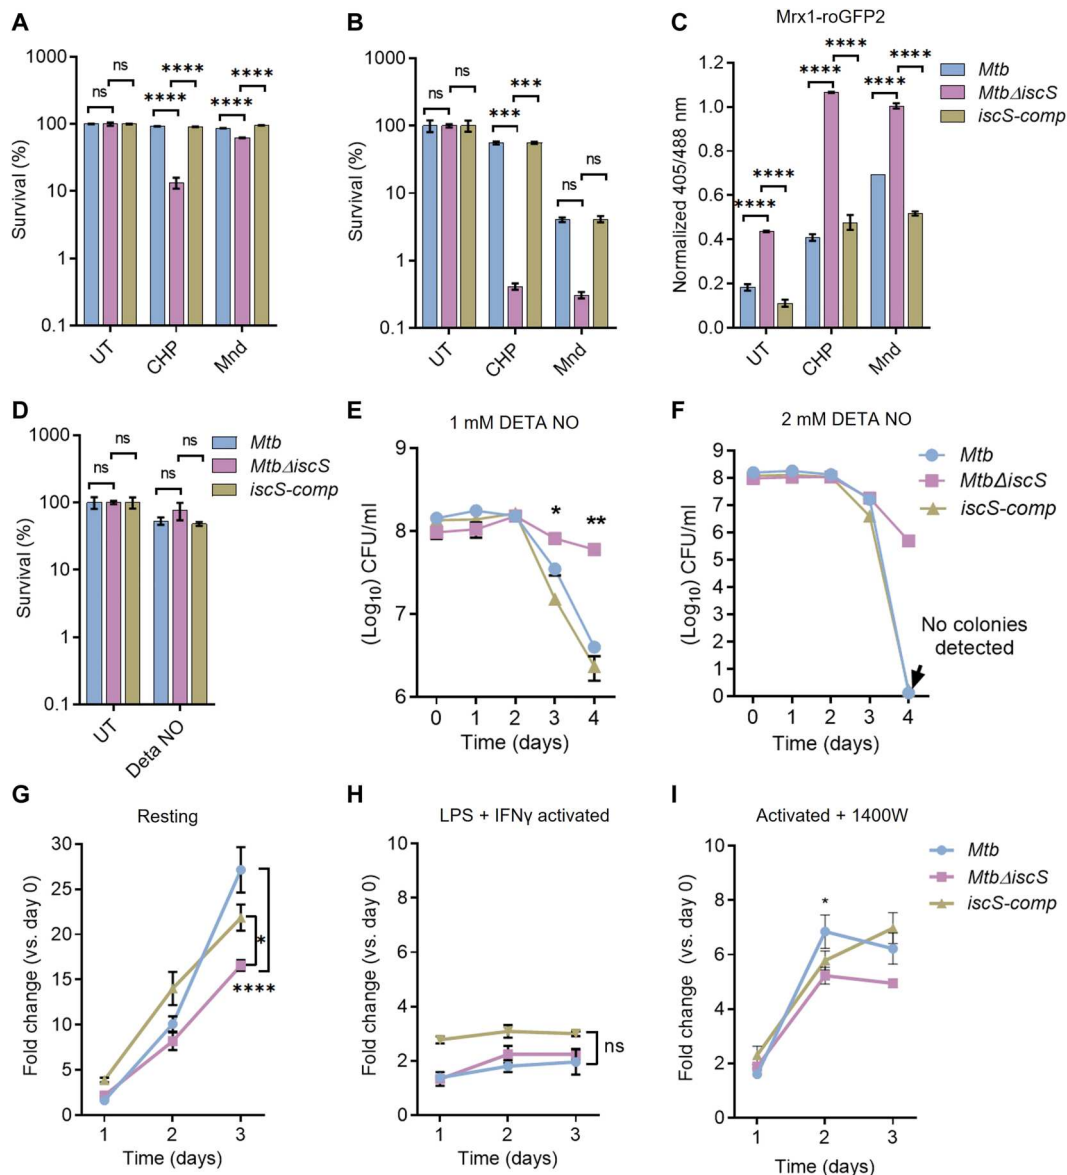 A
1000
100
10
1
0.1
Survival (%)
ns
ns
****
****
****
****
UT
CHP
Mnd
B
1000
100
10
1
0.1
Survival (%)
ns
ns
***
***
ns
ns
UT
CHP
Mnd
C
Mrx1-roGFP2
1.2
1.0
0.8
0.6
0.4
0.2
0.0
Normalized 405/488 nm
****
****
****
****
****
****
UT
CHP
Mnd
Mtb
MtbΔiscS
iscS-comp
D
1000
100
10
1
0.1
Survival (%)
ns
ns
ns
ns
UT
Deta NO
Mtb
MtbΔiscS
iscS-comp
E
1 mM DETA NO
9
8
7
6
(Log10) CFU/ml
*
**
0
1
2
3
4
Time (days)
F
2 mM DETA NO
9
8
7
6
5
4
3
2
1
0
(Log10) CFU/ml
No colonies
detected
0
1
2
3
4
Time (days)
Mtb
MtbΔiscS
iscS-comp
G
Resting
30
25
20
15
10
5
0
Fold change (vs. day 0)
*
****
1
2
3
Time (days)
H
LPS + IFNγ activated
10
8
6
4
2
0
Fold change (vs. day 0)
ns
1
2
3
Time (days)
I
Activated + 1400W
10
8
6
4
2
0
Fold change (vs. day 0)
*
1
2
3
Time (days)
Mtb
MtbΔiscS
iscS-comp